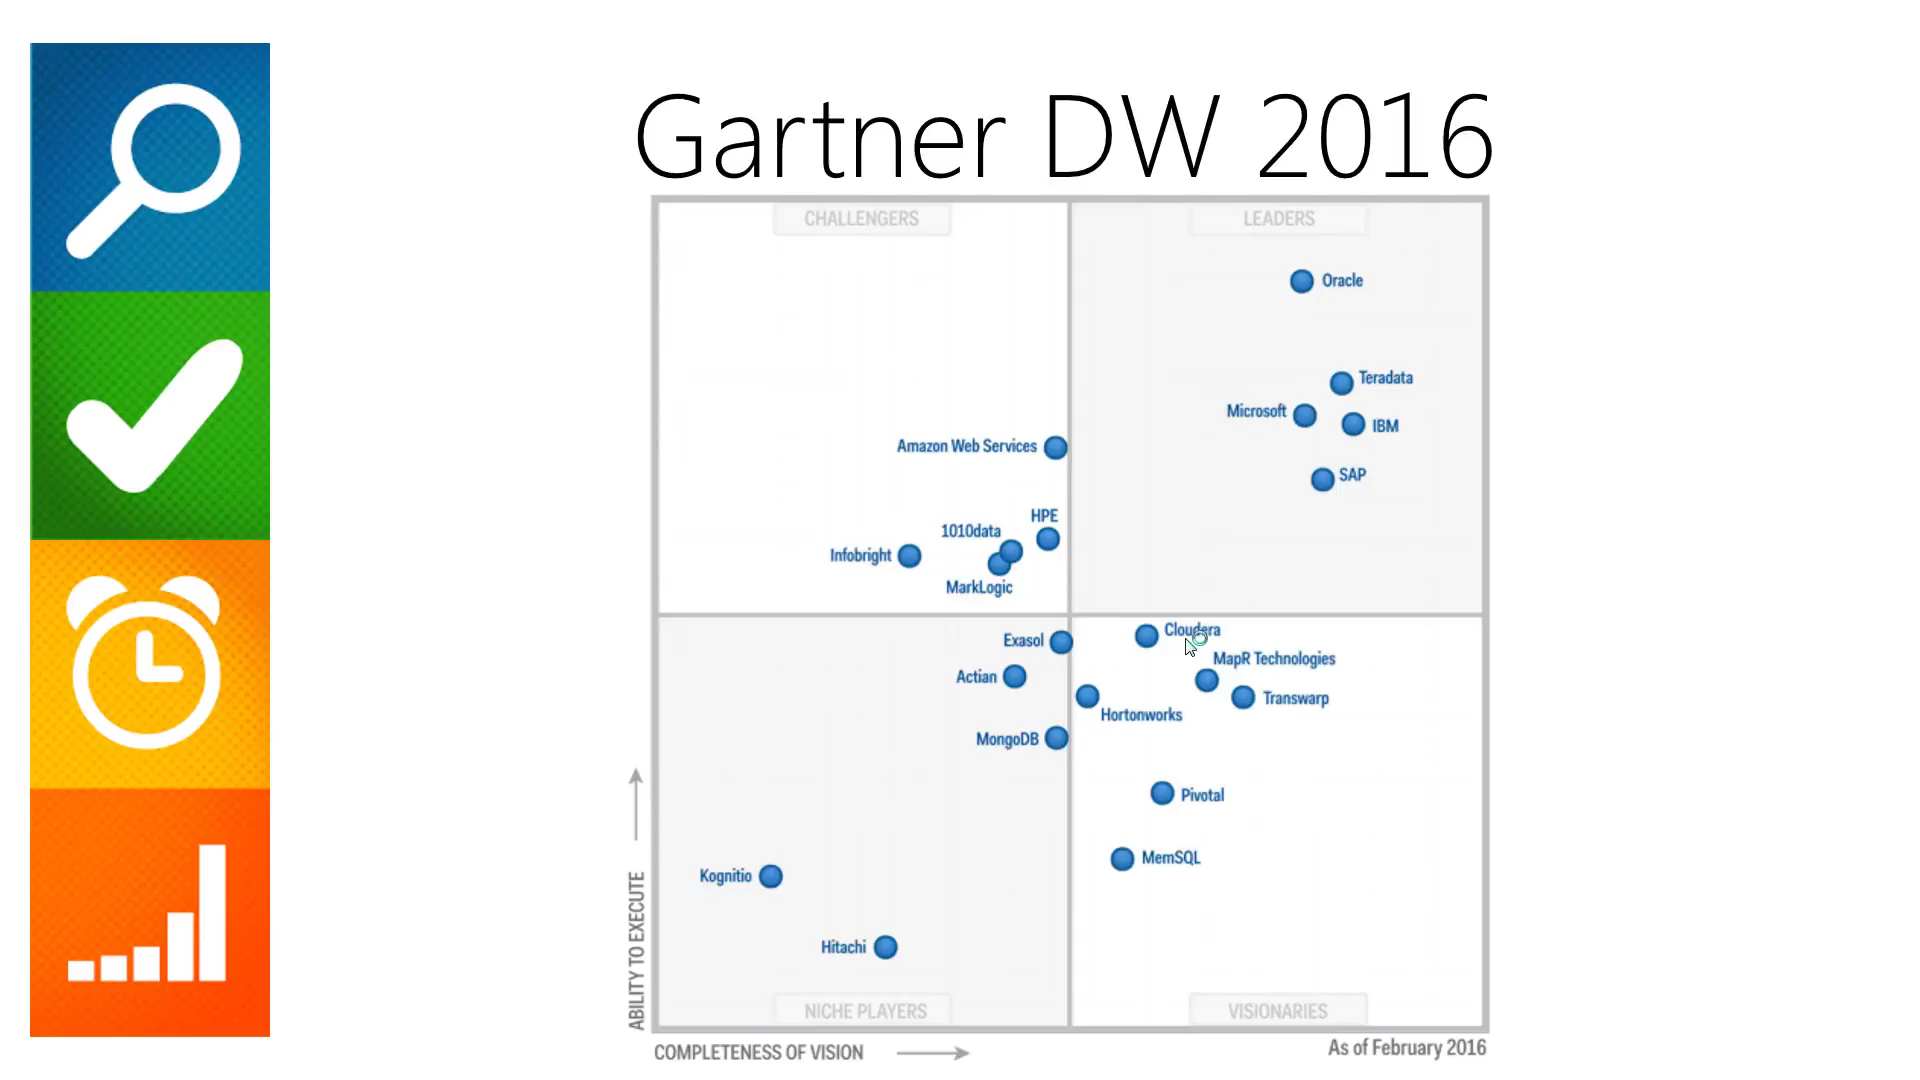 Gartner DW 2016
CHALLENGERS
LEADERS
Oracle
Teradata
Microsoft
IBM
Amazon Web Services
SAP
HPE
1010data
Infobright
MarkLogic
Exasol
Cloudera
MapR Technologies
Actian
Transwarp
Hortonworks
MongoDB
Pivotal
MemSQL
Kognitio
Hitachi
ABILITY TO EXECUTE
NICHE PLAYERS
VISIONARIES
COMPLETENESS OF VISION
As of February 2016